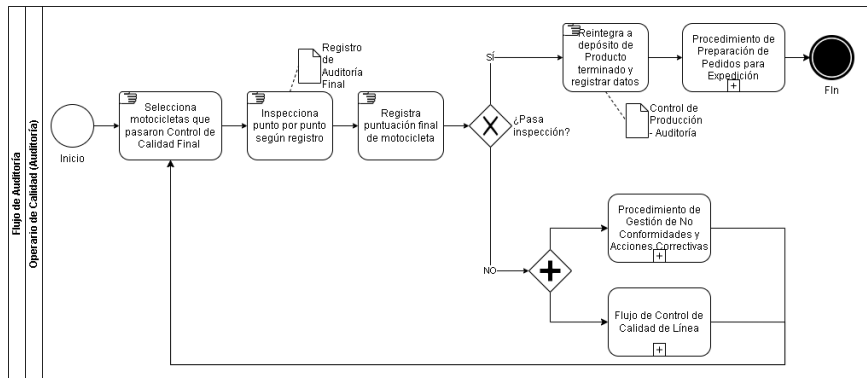 Flujo de Auditoría
Operario de Calidad (Auditoría)
Inicio
Selecciona
motocicletas que
pasaron Control de
Calidad Final
Registro
de
Auditoría
Final
Inspecciona
punto por punto
según registro
Registra
puntuación final
de motocicleta
¿Pasa
inspección?
SÍ
Reintegra a
depósito de
Producto
terminado y
registrar datos
Control de
Producción
- Auditoría
Procedimiento de
Preparación de
Pedidos para
Expedición
FIn
NO
Procedimiento de
Gestión de No
Conformidades y
Acciones Correctivas
Flujo de Control de
Calidad de Línea